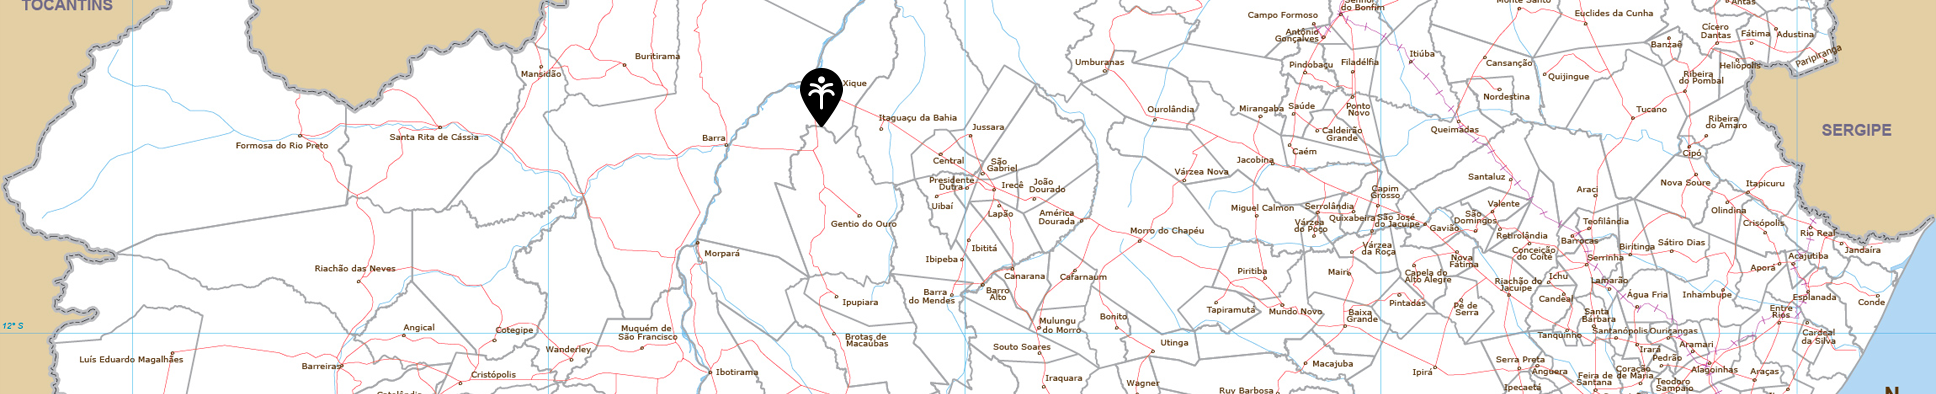 TOCANTINS
do Bonfim
Campo Formoso
Antônio
Gonçalves
Monte Santo
Euclides da Cunha
Antas
Cícero
Dantas
Fátima
Adustina
Banzaê
Paripiranga
Heliópolis
Buritirama
Mansidão
Umburanas
Pindobaçu
Filadélfia
Itiúba
Cansanção
Quijingue
Ribeira
do Pombal
Xique
Nordestina
Itaguaçu da Bahia
Ourolândia
Mirangaba
Saúde
Ponto
Novo
Tucano
Ribeira
do Amparo
SERGIPE
Formosa do Rio Preto
Santa Rita de Cássia
Barra
Jussara
Caldeirão
Grande
Queimadas
Caém
Cipó
Central
São
Gabriel
Jacobina
Presidente
Dutra
Irecê
João
Dourado
Várzea Nova
Santaluz
Nova Soure
Itapicuru
Uibaí
Capim
Grosso
Araci
Lapão
América
Dourada
Miguel Calmon
Serrolândia
Quixabeira
São José
do Jacuípe
Várzea
do Poço
São
Domingos
Valente
Olindina
Gentio do Ouro
Gavião
Teofilândia
Crisópolis
Rio Real
Morro do Chapéu
Retirolândia
Conceição
do Coité
Barrocas
Biritinga
Sátiro Dias
Jandaíra
Ibititá
Várzea
da Roça
Nova
Fátima
Serrinha
Acajutiba
Morpará
Ibipeba
Riachão das Neves
Canarana
Cafarnaum
Piritiba
Mairi
Capela do
Alto Alegre
Ichu
Lamarão
Aporá
Barra
do Mendes
Barro
Alto
Riachão do
Jacuípe
Candeal
Água Fria
Inhambupe
Esplanada
Conde
Ipupiara
Tapiramutá
Mundo Novo
Pintadas
Pé de
Serra
Baixa
Grande
Santa
Bárbara
Entre
Rios
12° S
Angical
Cotegipe
Muquém de
São Francisco
Mulungu
do Morro
Bonito
Tanquinho
Santanópolis
Ouriçangas
Cardeal
da Silva
Brotas de
Macaúbas
Wanderley
Souto Soares
Utinga
Irará
Aramari
Luís Eduardo Magalhães
Barreiras
Serra Preta
Pedrão
Macajuba
Ipirá
Anguera
Coração
de Maria
Alagoinhas
Araças
Cristópolis
Ibotirama
Iraquara
Wagner
Ruy Barbosa
Feira de
Santana
Ipecaetá
Teodoro
Sampaio
N